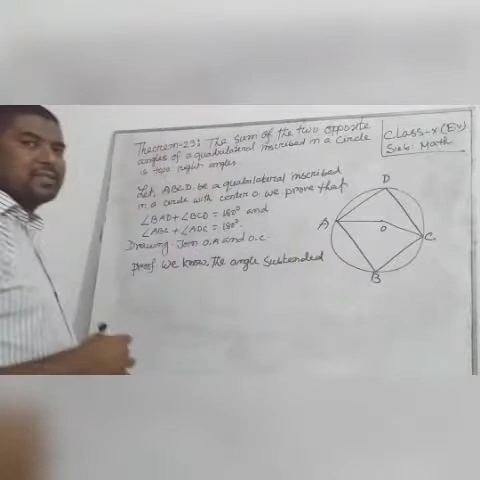 Theorem-23: The sum of the two opposite
angles of a quadrilateral inscribed in a Circle
is two right angles.
Let, ABCD be a quadrilateral inscribed
in a circle with center O. we prove that,
∠BAD+∠BCD = 180° and
∠ABC + ∠ADC = 180°.
Drawing: Join O,A and O,C.
Proof: We know, The angle Subtended
Class-X (Ev)
Sub: Math
D
A
O
C
B